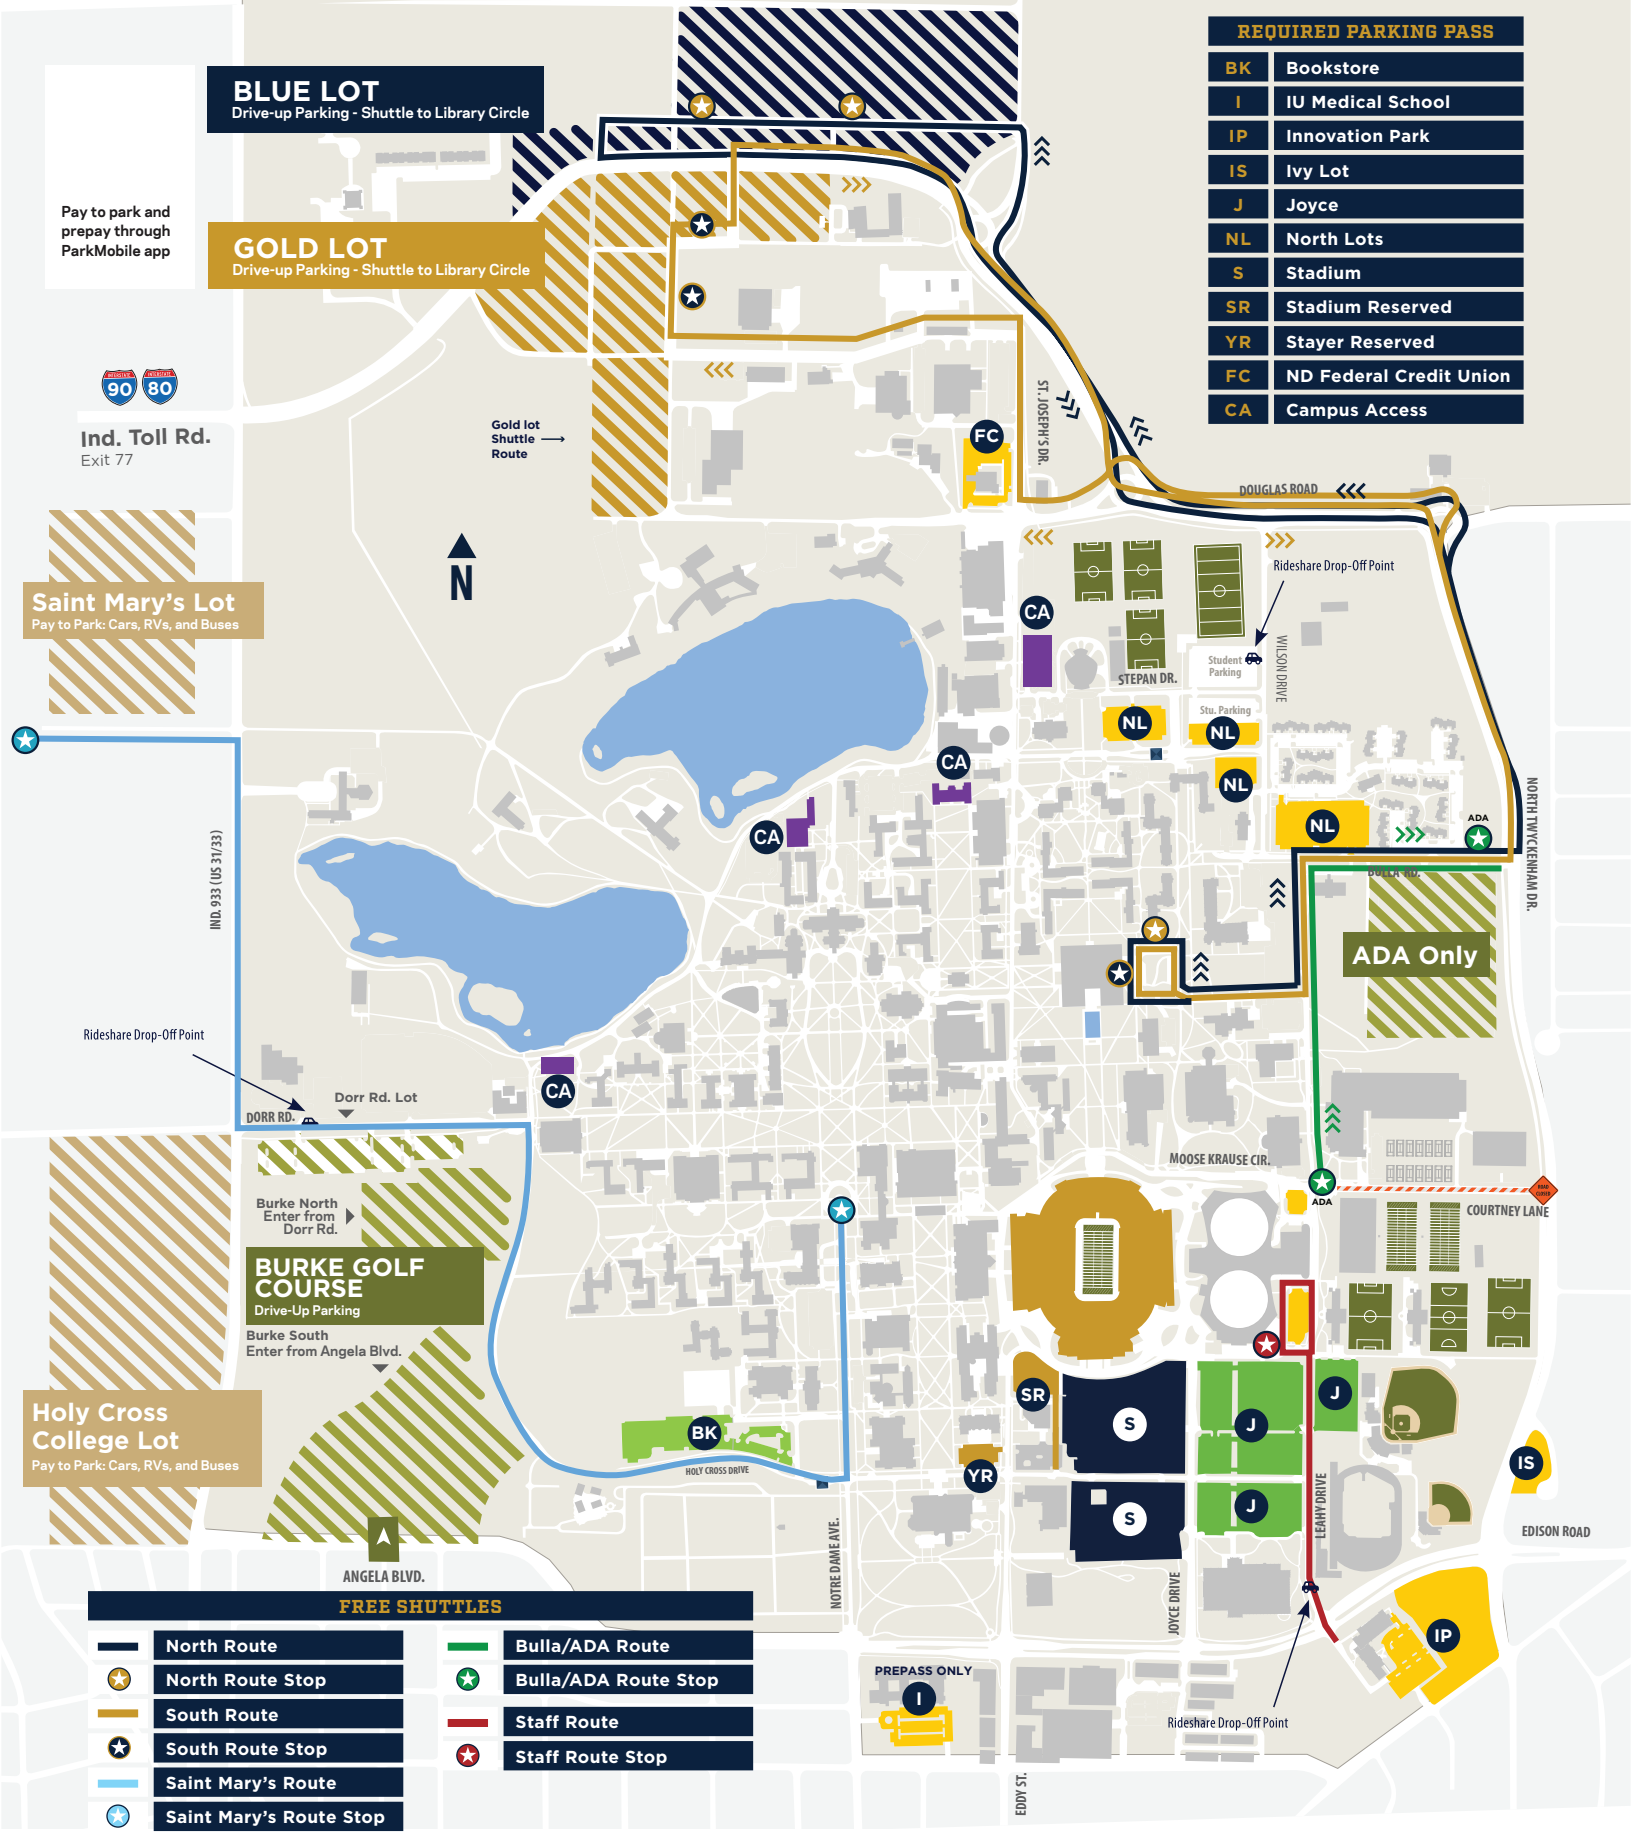 REQUIRED PARKING PASS
BK Bookstore
I IU Medical School
IP Innovation Park
IS Ivy Lot
J Joyce
NL North Lots
S Stadium
SR Stadium Reserved
YR Stayer Reserved
FC ND Federal Credit Union
CA Campus Access
BLUE LOT
Drive-up Parking - Shuttle to Library Circle
Pay to park and
prepay through
ParkMobile app
GOLD LOT
Drive-up Parking - Shuttle to Library Circle
INTERSTATE
90
INTERSTATE
80
Ind. Toll Rd.
Exit 77
Gold lot
Shuttle
Route
FC
ST. JOSEPH'S DR.
DOUGLAS ROAD
N
Saint Mary's Lot
Pay to Park: Cars, RVs, and Buses
Rideshare Drop-Off Point
CA
Student
Parking
WILSON DRIVE
STEPAN DR.
Stu. Parking
NL
NL
CA
NL
NL
CA
ADA
NORTH TWYCKENHAM DR.
BULLA RD.
IND. 933 (US 31/33)
ADA Only
Rideshare Drop-Off Point
CA
Dorr Rd. Lot
DORR RD.
MOOSE KRAUSE CIR.
ADA
ROAD
CLOSED
COURTNEY LANE
Burke North
Enter from
Dorr Rd.
BURKE GOLF
COURSE
Drive-Up Parking
Burke South
Enter from Angela Blvd.
Holy Cross
College Lot
Pay to Park: Cars, RVs, and Buses
SR
S
J
J
BK
HOLY CROSS DRIVE
YR
IS
S
J
LEAHY DRIVE
EDISON ROAD
ANGELA BLVD.
NOTRE DAME AVE.
JOYCE DRIVE
IP
PREPASS ONLY
I
Rideshare Drop-Off Point
EDDY ST.
FREE SHUTTLES
North Route
North Route Stop
South Route
South Route Stop
Saint Mary's Route
Saint Mary's Route Stop
Bulla/ADA Route
Bulla/ADA Route Stop
Staff Route
Staff Route Stop